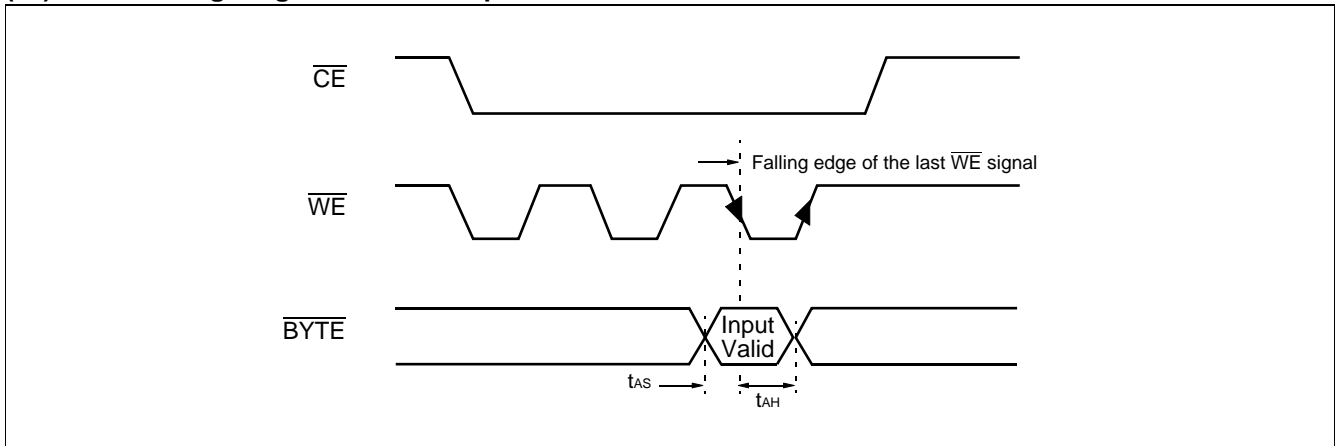 CE
Falling edge of the last WE signal
WE
BYTE
Input
Valid
tAS
tAH